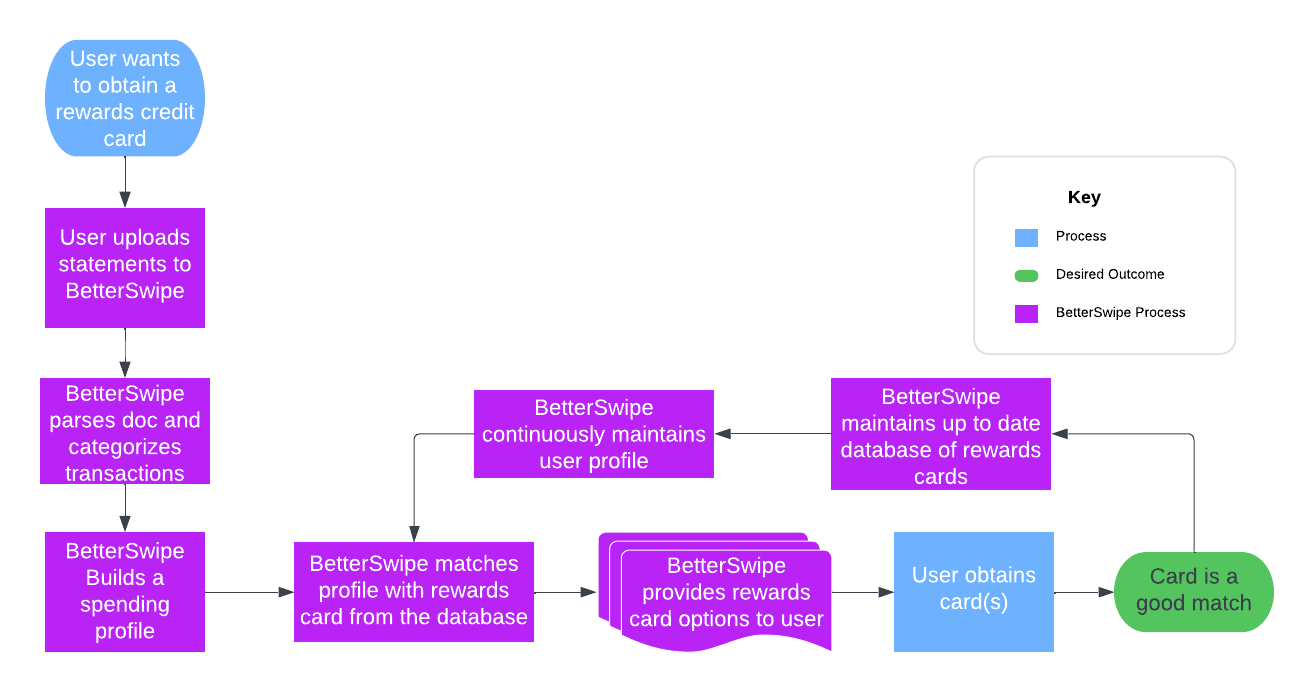 User wants
to obtain a
rewards credit
card
User uploads
statements to
BetterSwipe
BetterSwipe
parses doc and
categorizes
transactions
BetterSwipe
Builds a
spending
profile
BetterSwipe matches
profile with rewards
card from the database
BetterSwipe
provides rewards
card options to user
User obtains
card(s)
Card is a
good match
BetterSwipe
maintains up to date
database of rewards
cards
BetterSwipe
continuously maintains
user profile
Key
Process
Desired Outcome
BetterSwipe Process